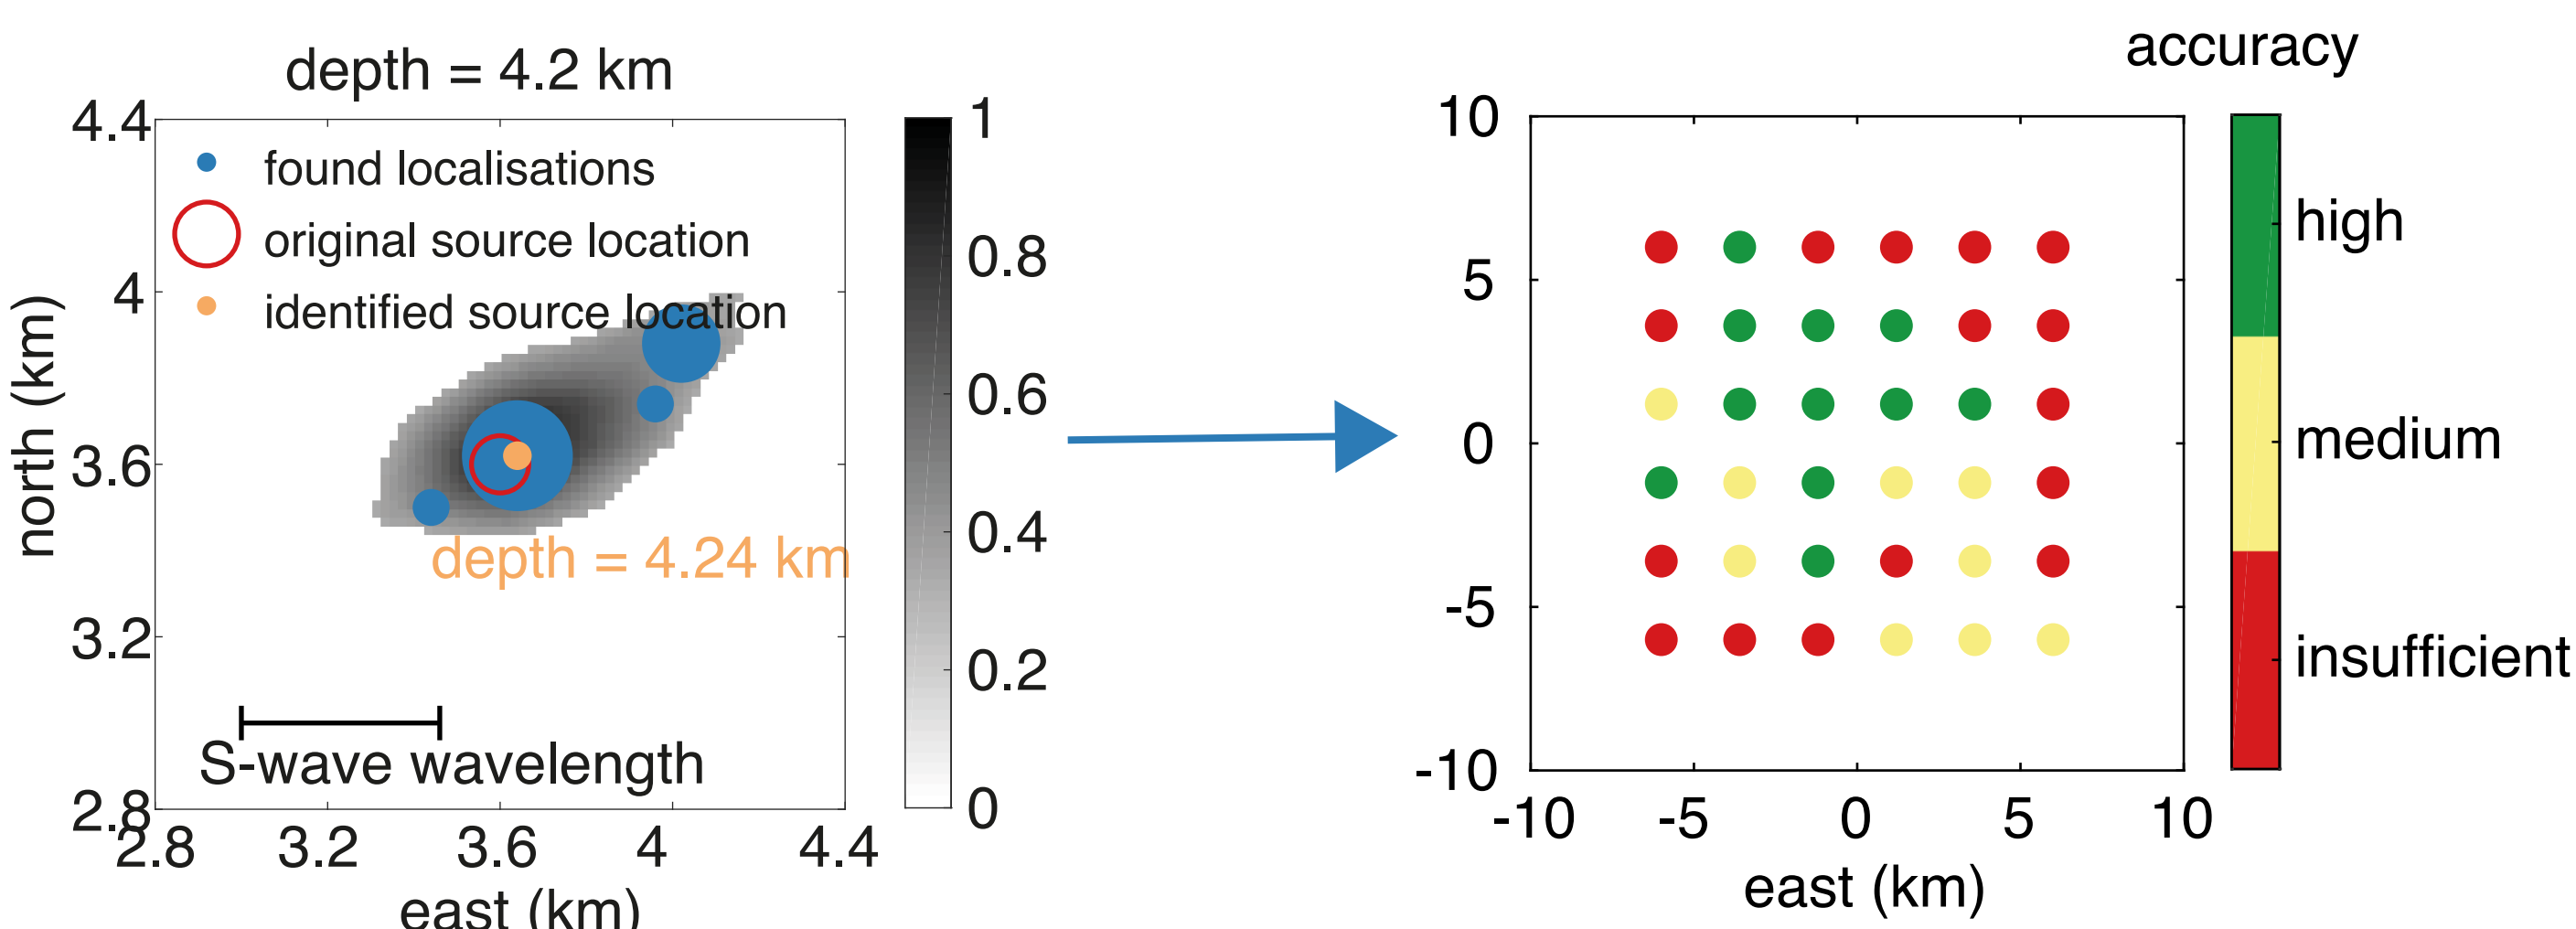 depth = 4.2 km
4.4
4
3.6
3.2
2.8
north (km)
found localisations
original source location
identified source location
depth = 4.24 km
S-wave wavelength
2.8 3.2 3.6 4 4.4
east (km)
1
0.8
0.6
0.4
0.2
0
10
5
0
-5
-10
-10 -5 0 5 10
east (km)
accuracy
high
medium
insufficient